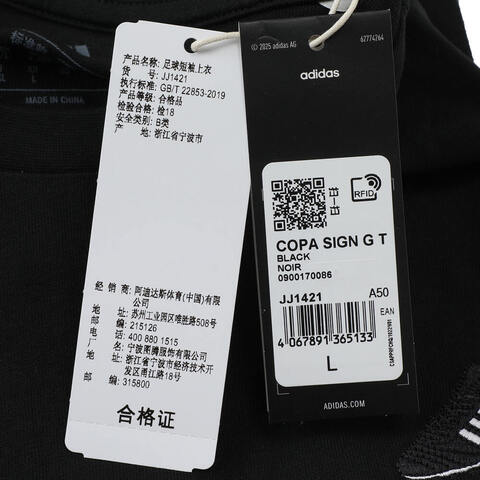 标准
L
MADE IN CHINA
产品名称: 足球短袖上衣
货 号: JJ1421
执行标准: GB/T 22853-2019
产品等级: 合格品
检验合格: 检18
安全类别: B类
产 地: 浙江省宁波市
经 销 商: 阿迪达斯体育(中国)有限
公司
地 址: 苏州工业园区唯胜路508号
邮 编: 215126
电 话: 400 880 1515
制 造 商: 宁波图腾服饰有限公司
地 址: 浙江省宁波市经济技术开
发区甬江路18号
邮 编: 315800
合格证
© 2025 adidas AG
62774264
adidas
RFID
COPA SIGN G T
BLACK
NOIR
0900170086
JJ1421
A50
EAN
4 067891 365133
L
ADIDAS.COM